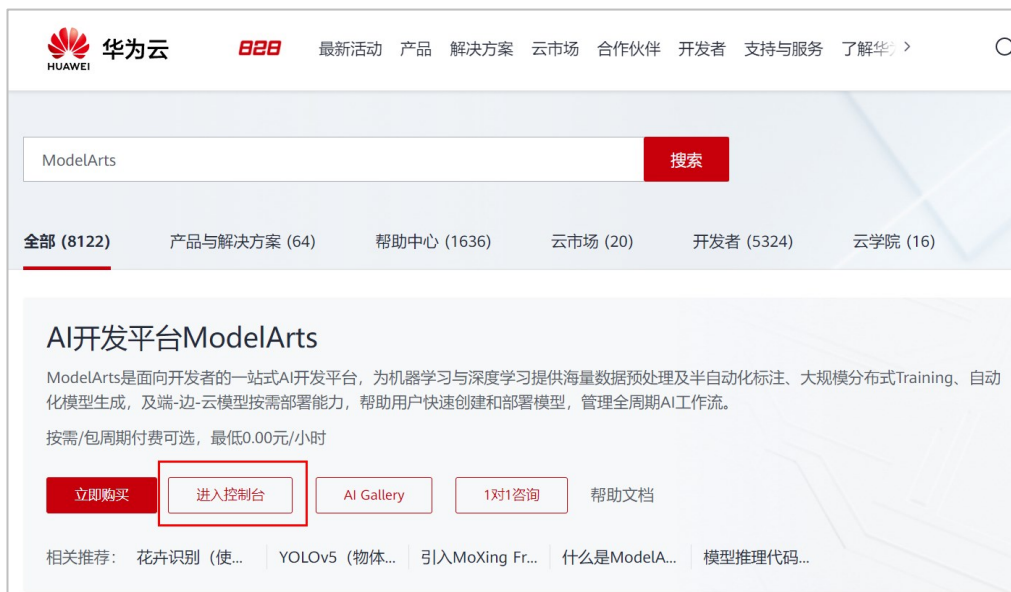 HUAWEI 华为云 828 最新活动 产品 解决方案 云市场 合作伙伴 开发者 支持与服务 了解华
ModelArts 搜索
全部 (8122) 产品与解决方案 (64) 帮助中心 (1636) 云市场 (20) 开发者 (5324) 云学院 (16)
AI开发平台ModelArts
ModelArts是面向开发者的一站式AI开发平台，为机器学习与深度学习提供海量数据预处理及半自动化标注、大规模分布式Training、自动
化模型生成，及端-边-云模型按需部署能力，帮助用户快速创建和部署模型，管理全周期AI工作流。
按需/包周期付费可选，最低0.00元/小时
立即购买 进入控制台 AI Gallery 1对1咨询 帮助文档
相关推荐： 花卉识别（使... YOLOv5（物体... 引入MoXing Fr... 什么是ModelA... 模型推理代码...